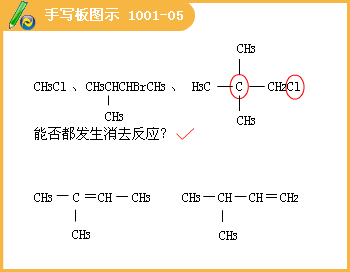 手写板图示 1001-05
CH₃
CH₃Cl 、 CH₃CHCHBrCH₃ 、 H₃C—C—CH₂Cl
CH₃ CH₃
能否都发生消去反应?
CH₃—C=CH—CH₃ CH₃—CH—CH=CH₂
CH₃ CH₃